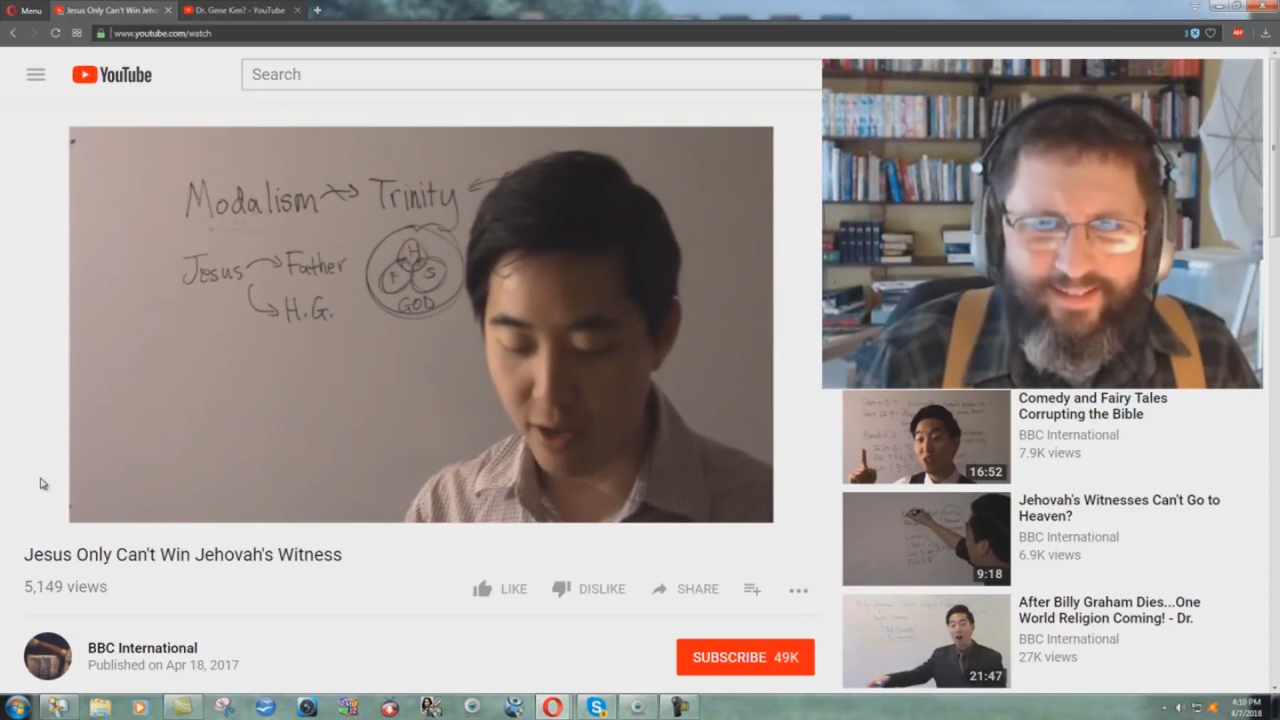 Menu
Jesus Only Can't Win Jeho
Dr. Gene Kim? - YouTube
www.youtube.com/watch
3
ABP
YouTube
Search
Modalism Trinity
Jesus Father
H.G.
H
F S
GOD
Jesus Only Can't Win Jehovah's Witness
5,149 views
LIKE
DISLIKE
SHARE
BBC International
Published on Apr 18, 2017
SUBSCRIBE 49K
16:52
Comedy and Fairy Tales
Corrupting the Bible
BBC International
7.9K views
9:18
Jehovah's Witnesses Can't Go to
Heaven?
BBC International
6.9K views
21:47
After Billy Graham Dies...One
World Religion Coming! - Dr.
BBC International
27K views
4:10 PM
4/7/2018